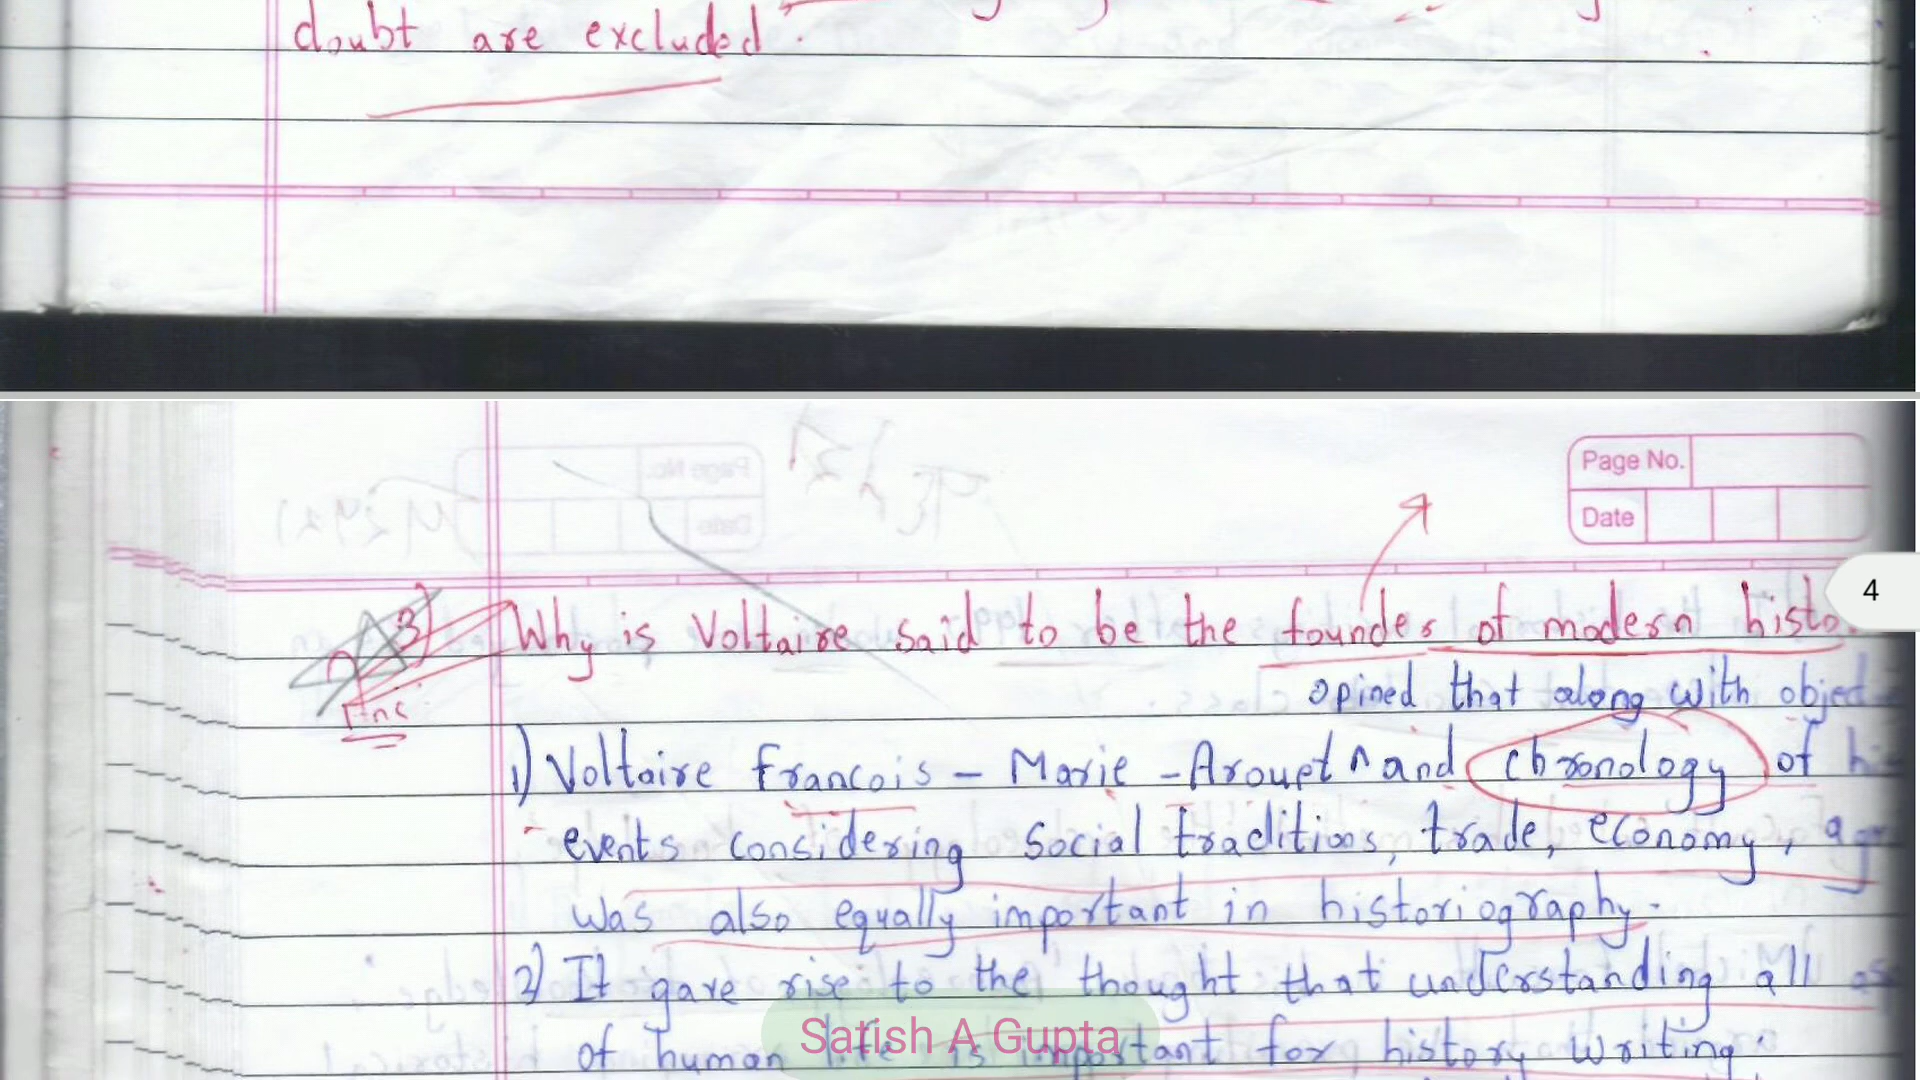 doubt are excluded.
Page No.
Date
4
3) Why is Voltaire said to be the founder of modern histo
opined that along with object
Ans
1) Voltaire Francois - Marie - Arouet ^ and chronology of
events considering social traditions, trade, economy,
was also equally important in historiography.
2) It gave rise to the thought that understanding all
of human life is important for history writing.
Satish A Gupta